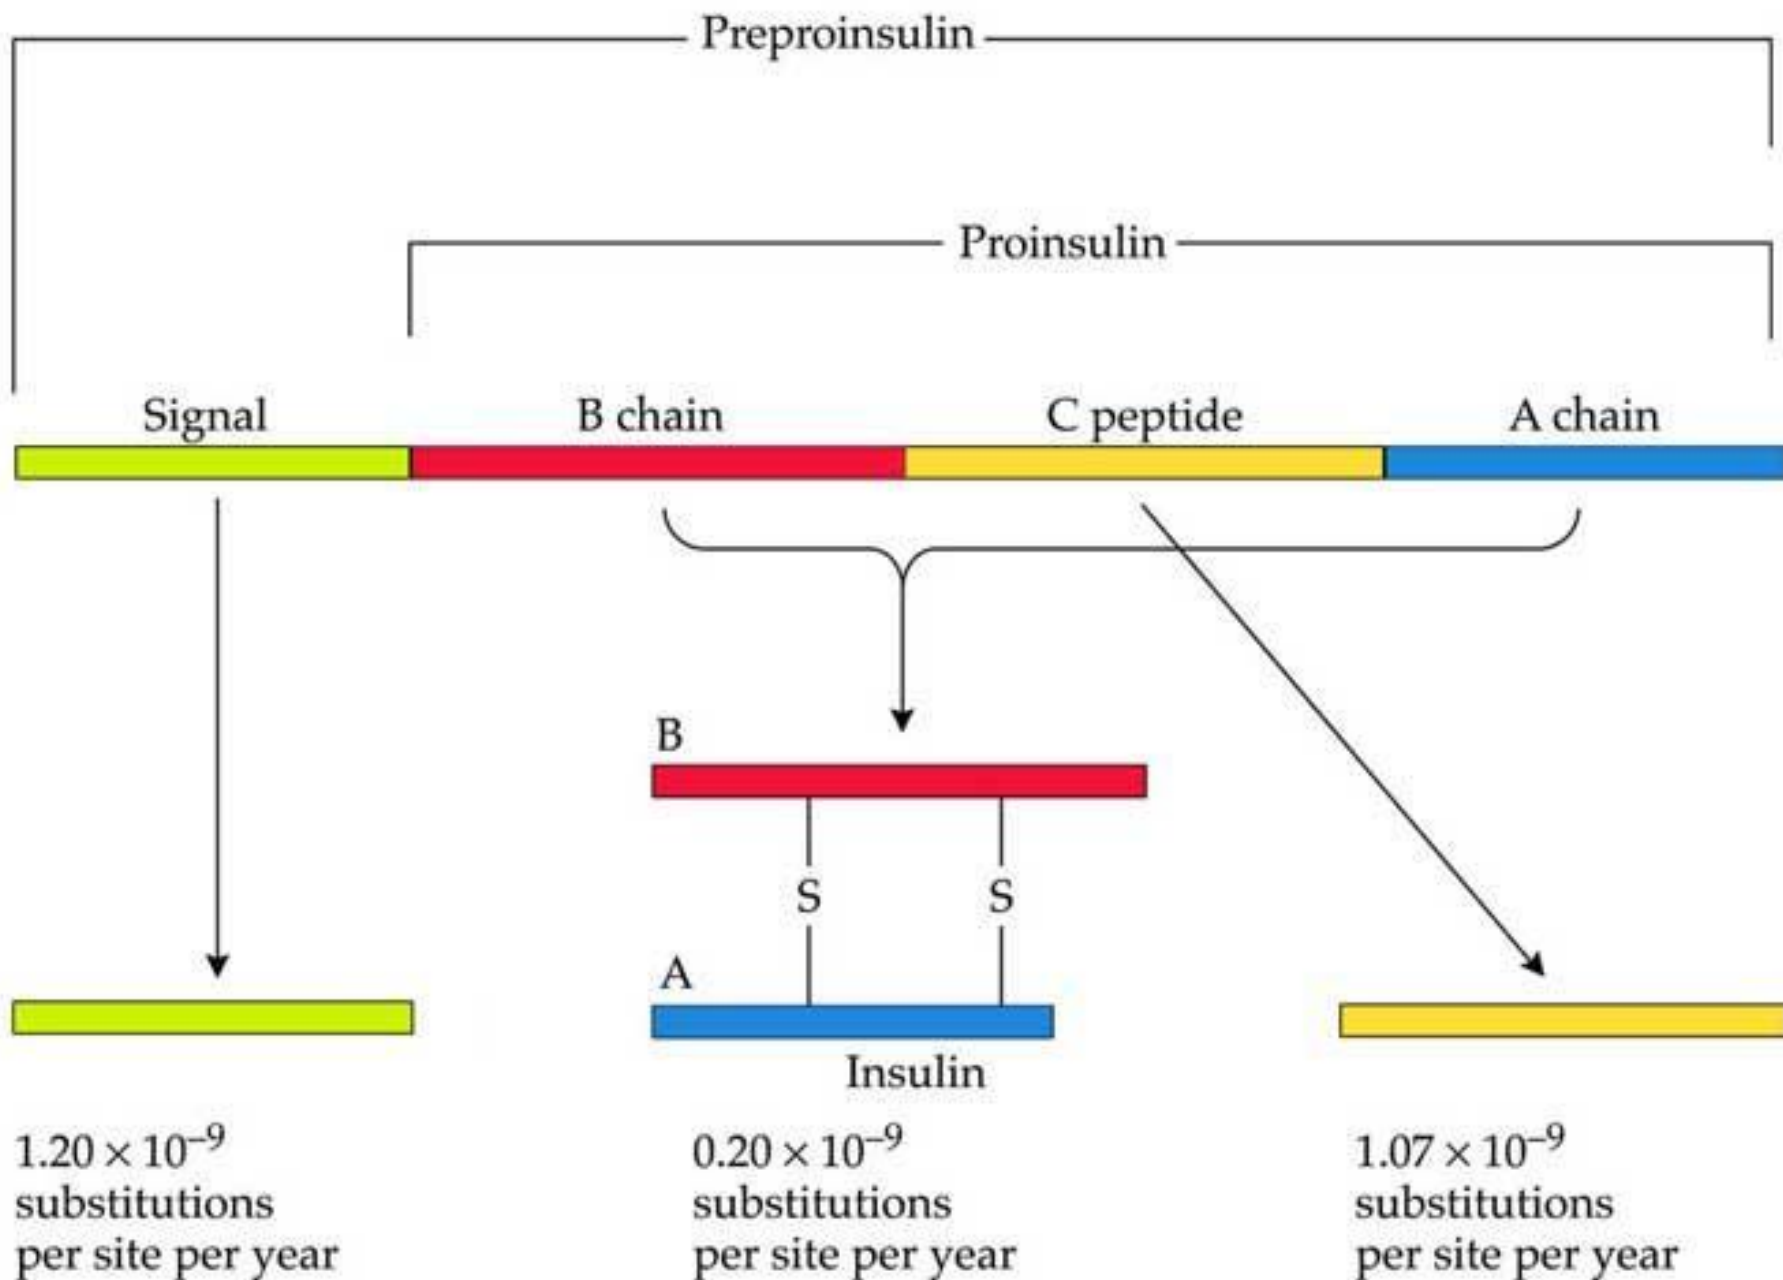 Preproinsulin
Proinsulin
Signal
B chain
C peptide
A chain
B
S
S
A
Insulin
1.20 × 10⁻⁹
substitutions
per site per year
0.20 × 10⁻⁹
substitutions
per site per year
1.07 × 10⁻⁹
substitutions
per site per year